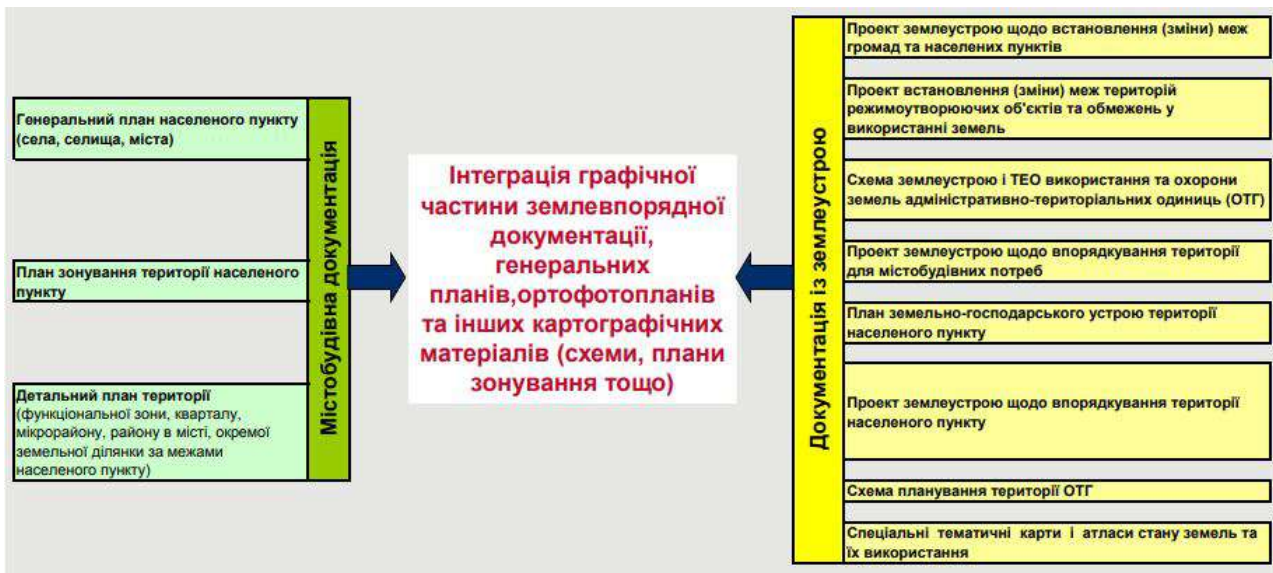 Генеральний план населеного пункту
(села, селища, міста)
План зонування території населеного
пункту
Детальний план території
(функціональної зони, кварталу,
мікрорайону, району в місті, окремої
земельної ділянки за межами
населеного пункту)
Містобудівна документація
Інтеграція графічної
частини землевпорядної
документації,
генеральних
планів,ортофотопланів
та інших картографічних
матеріалів (схеми, плани
зонування тощо)
Документація із землеустрою
Проект землеустрою щодо встановлення (зміни) меж
громад та населених пунктів
Проект встановлення (зміни) меж територій
режимоутворюючих об'єктів та обмежень у
використанні земель
Схема землеустрою і ТЕО використання та охорони
земель адміністративно-територіальних одиниць (ОТГ)
Проект землеустрою щодо впорядкування території
для містобудівних потреб
План земельно-господарського устрою території
населеного пункту
Проект землеустрою щодо впорядкування території
населеного пункту
Схема планування території ОТГ
Спеціальні тематичні карти і атласи стану земель та
їх використання